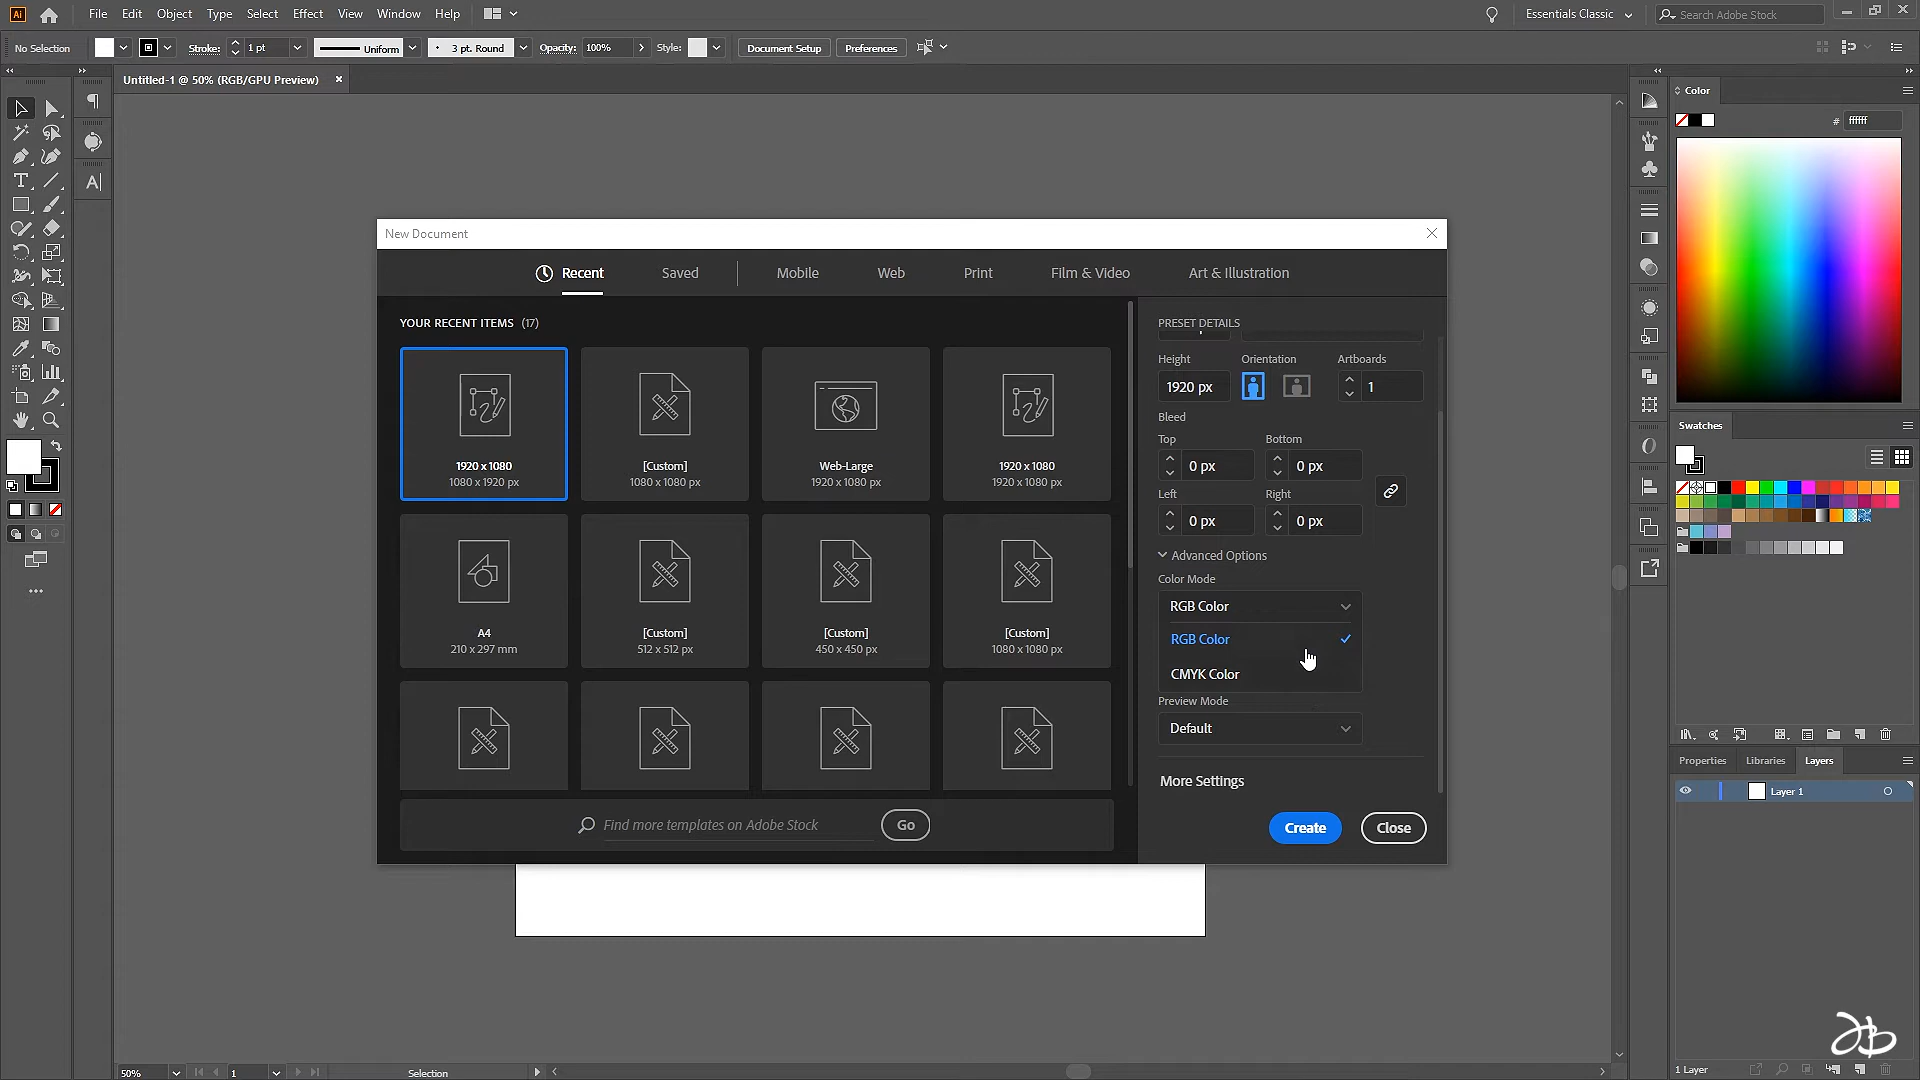 Ai File Edit Object Type Select Effect View Window Help Essentials Classic Search Adobe Stock
No Selection Stroke: 1 pt Uniform 3 pt. Round Opacity: 100% Style: Document Setup Preferences
Untitled-1 @ 50% (RGB/GPU Preview)
Color
# ffffff
New Document
Recent Saved Mobile Web Print Film & Video Art & Illustration
YOUR RECENT ITEMS (17)
1920 x 1080
1080 x 1920 px
[Custom]
1080 x 1080 px
Web-Large
1920 x 1080 px
1920 x 1080
1920 x 1080 px
A4
210 x 297 mm
[Custom]
512 x 512 px
[Custom]
450 x 450 px
[Custom]
1080 x 1080 px
Find more templates on Adobe Stock Go
PRESET DETAILS
Height Orientation Artboards
1920 px 1
Bleed
Top Bottom
0 px 0 px
Left Right
0 px 0 px
Advanced Options
Color Mode
RGB Color
RGB Color
CMYK Color
Preview Mode
Default
More Settings
Create Close
Swatches
Properties Libraries Layers
Layer 1
1 Layer
50% 1 Selection